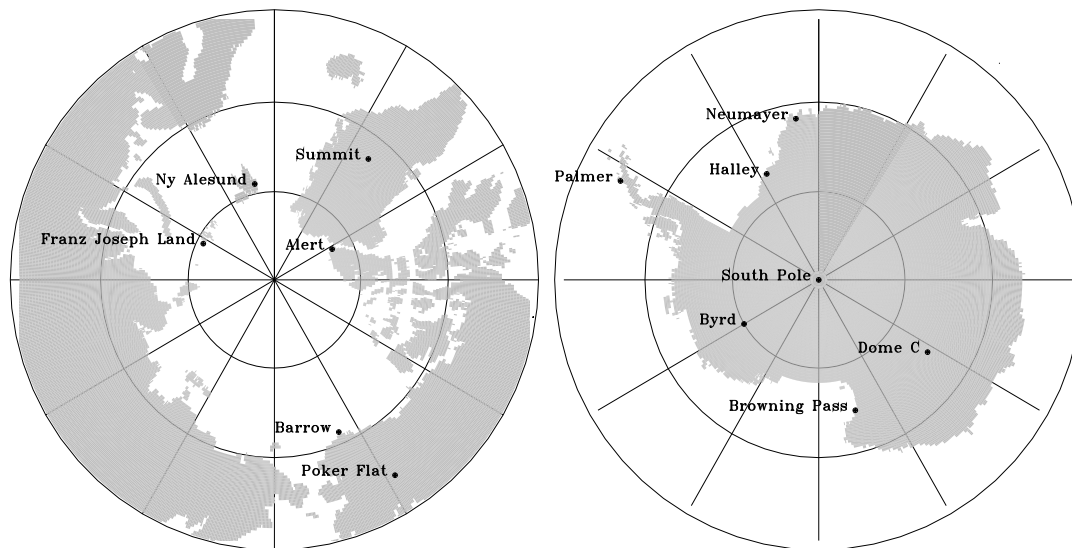 Summit
Ny Alesund
Franz Joseph Land
Alert
Barrow
Poker Flat
Neumayer
Halley
Palmer
South Pole
Byrd
Dome C
Browning Pass